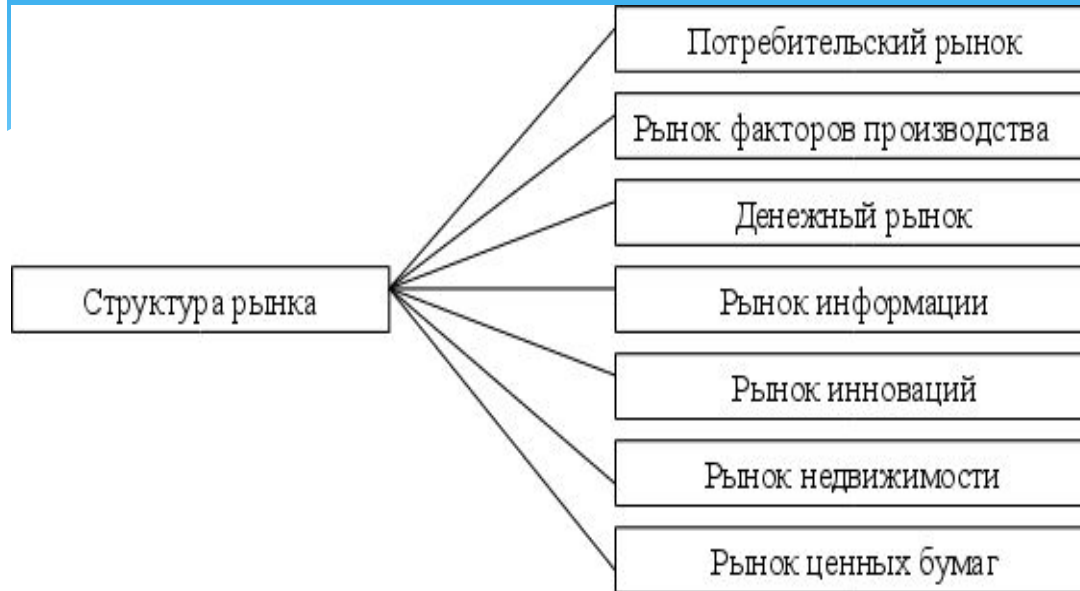 Потребительский рынок
Рынок факторов производства
Денежный рынок
Структура рынка
Рынок информации
Рынок инноваций
Рынок недвижимости
Рынок ценных бумаг